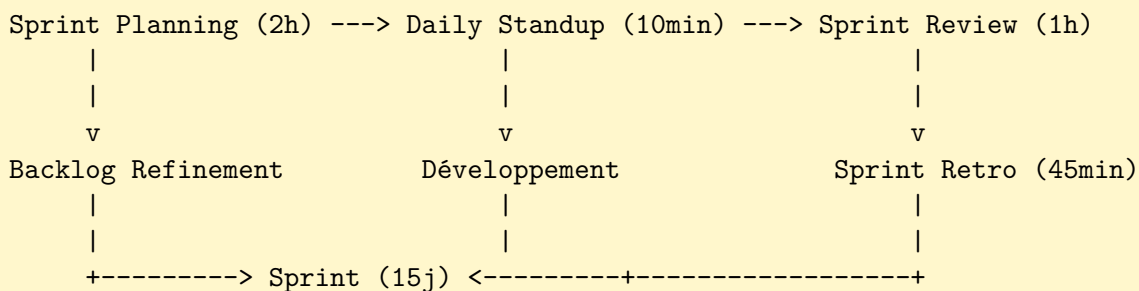 Sprint Planning (2h) ---> Daily Standup (10min) ---> Sprint Review (1h)
| | |
| | |
v v v
Backlog Refinement Développement Sprint Retro (45min)
| | |
| | |
+---------> Sprint (15j) <---------+------------------+